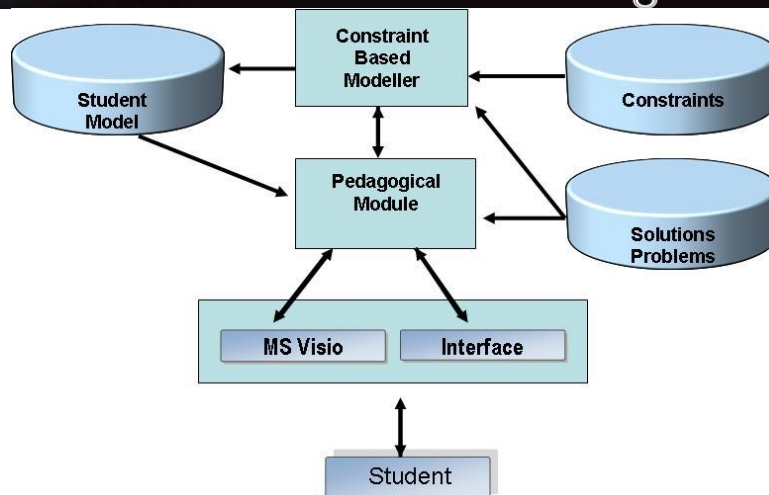 Constraint
Based
Modeller
Student
Model
Constraints
Pedagogical
Module
Solutions
Problems
MS Visio
Interface
Student